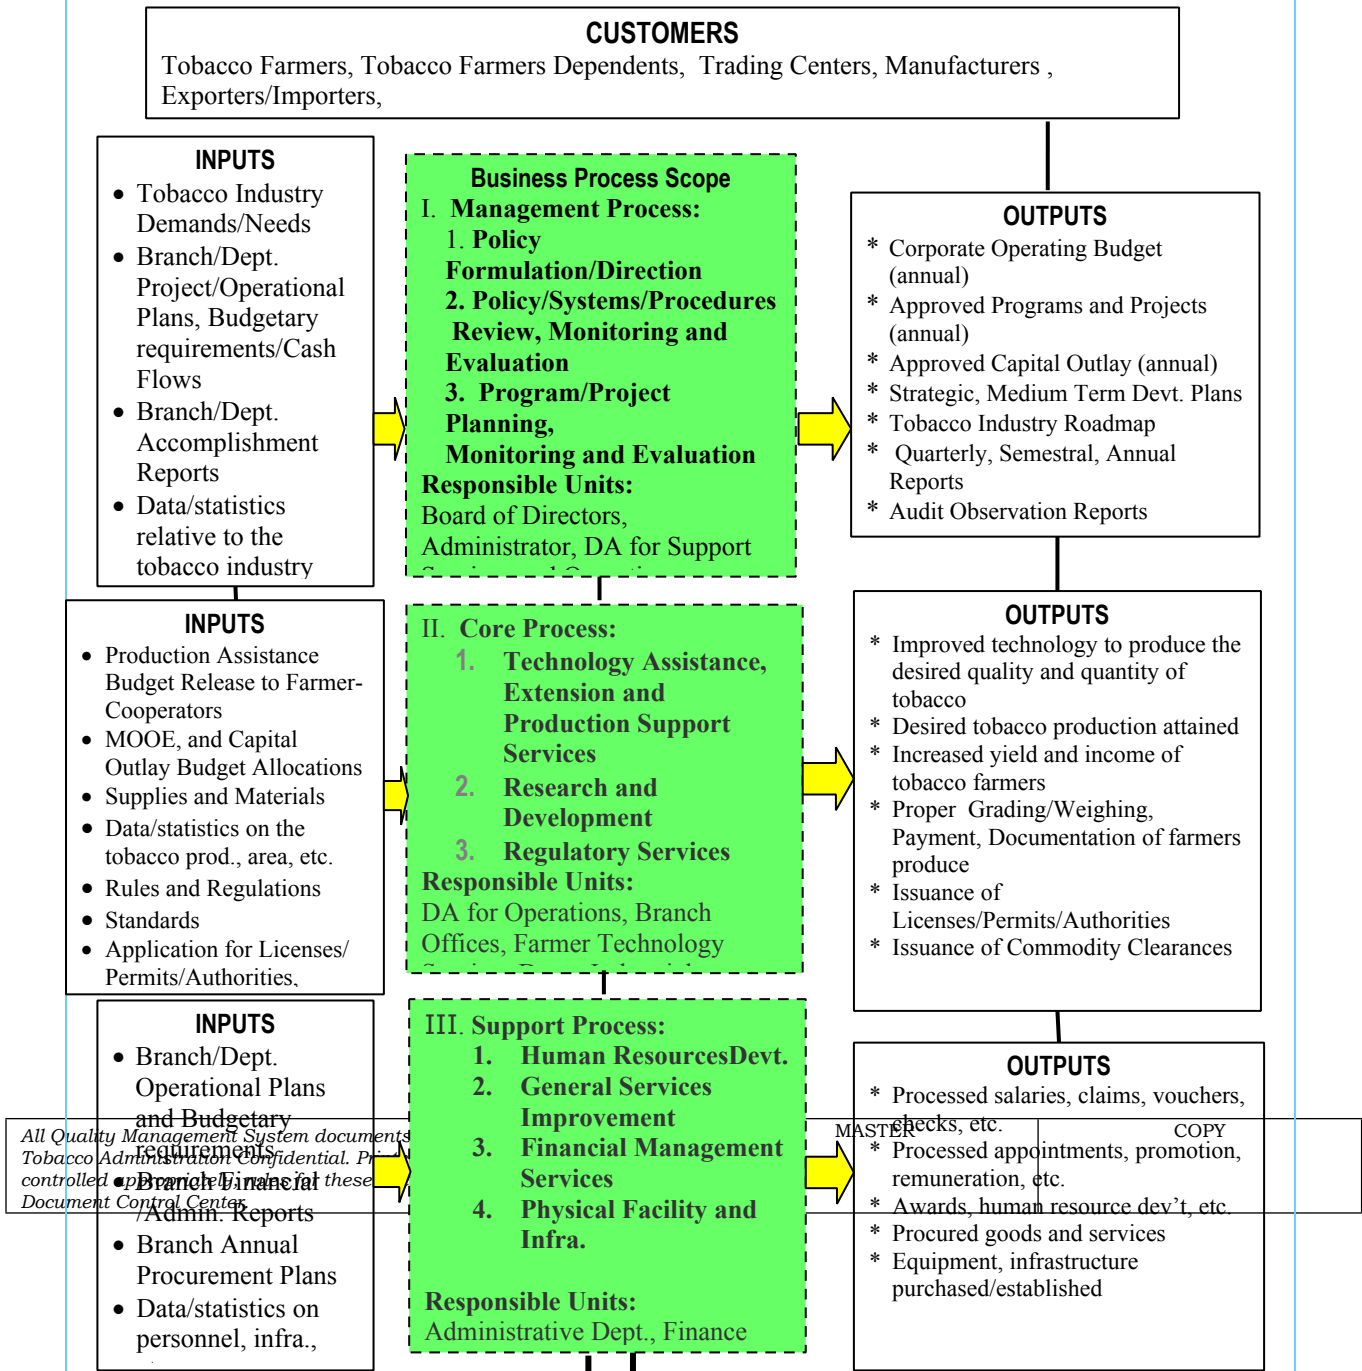 CUSTOMERS
Tobacco Farmers, Tobacco Farmers Dependents, Trading Centers, Manufacturers ,
Exporters/Importers,
INPUTS
• Tobacco Industry
Demands/Needs
• Branch/Dept.
Project/Operational
Plans, Budgetary
requirements/Cash
Flows
• Branch/Dept.
Accomplishment
Reports
• Data/statistics
relative to the
tobacco industry
Business Process Scope
I. Management Process:
1. Policy
Formulation/Direction
2. Policy/Systems/Procedures
Review, Monitoring and
Evaluation
3. Program/Project
Planning,
Monitoring and Evaluation
Responsible Units:
Board of Directors,
Administrator, DA for Support
OUTPUTS
* Corporate Operating Budget
(annual)
* Approved Programs and Projects
(annual)
* Approved Capital Outlay (annual)
* Strategic, Medium Term Devt. Plans
* Tobacco Industry Roadmap
* Quarterly, Semestral, Annual
Reports
* Audit Observation Reports
INPUTS
• Production Assistance
Budget Release to Farmer-
Cooperators
• MOOE, and Capital
Outlay Budget Allocations
• Supplies and Materials
• Data/statistics on the
tobacco prod., area, etc.
• Rules and Regulations
• Standards
• Application for Licenses/
Permits/Authorities,
II. Core Process:
1. Technology Assistance,
Extension and
Production Support
Services
2. Research and
Development
3. Regulatory Services
Responsible Units:
DA for Operations, Branch
Offices, Farmer Technology
OUTPUTS
* Improved technology to produce the
desired quality and quantity of
tobacco
* Desired tobacco production attained
* Increased yield and income of
tobacco farmers
* Proper Grading/Weighing,
Payment, Documentation of farmers
produce
* Issuance of
Licenses/Permits/Authorities
* Issuance of Commodity Clearances
INPUTS
• Branch/Dept.
Operational Plans
and Budgetary
requirements
• Branch Financial
/Admin. Reports
• Branch Annual
Procurement Plans
• Data/statistics on
personnel, infra.,
III. Support Process:
1. Human ResourcesDevt.
2. General Services
Improvement
3. Financial Management
Services
4. Physical Facility and
Infra.
Responsible Units:
Administrative Dept., Finance
OUTPUTS
* Processed salaries, claims, vouchers,
checks, etc.
* Processed appointments, promotion,
remuneration, etc.
* Awards, human resource dev't, etc.
* Procured goods and services
* Equipment, infrastructure
purchased/established
All Quality Management System documents
Tobacco Administration Confidential.
controlled appropriately, rules for these
Document Control Center.
MASTER COPY